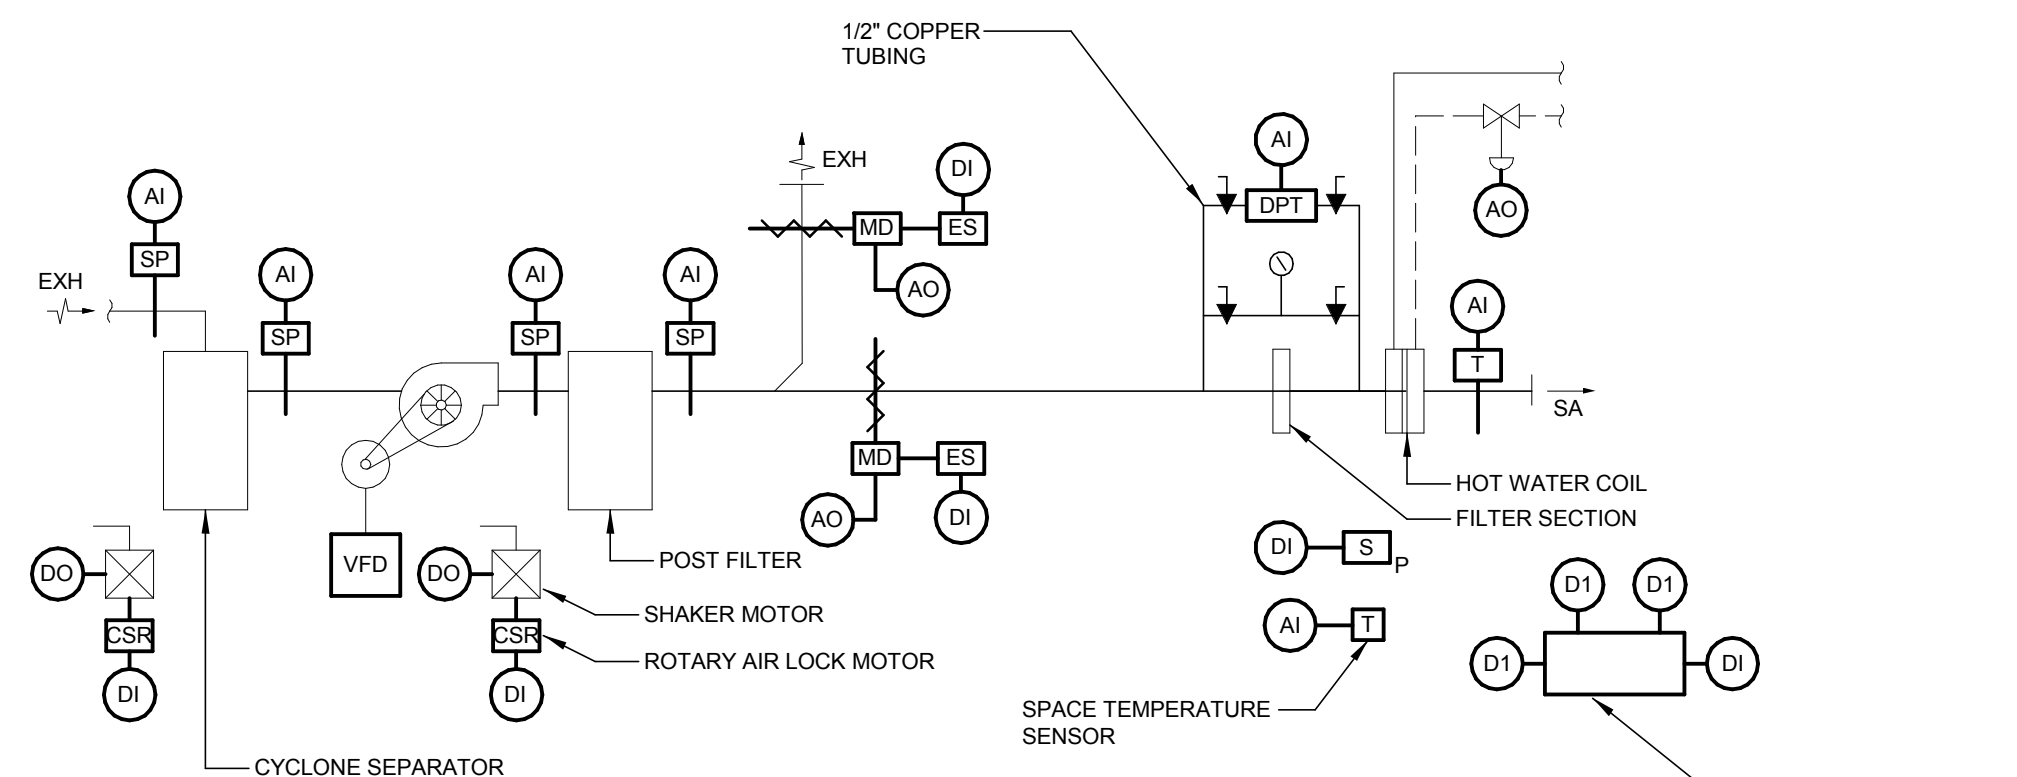 1/2" COPPER
TUBING
AI
EXH
DI
AI
SP
MD
ES
DPT
AO
AI
AI
AI
EXH
SP
SP
SP
AO
AI
T
SA
MD
ES
AO
DI
HOT WATER COIL
FILTER SECTION
DI
S
P
VFD
POST FILTER
DO
DO
SHAKER MOTOR
D1
D1
CSR
CSR
ROTARY AIR LOCK MOTOR
AI
T
D1
DI
DI
DI
SPACE TEMPERATURE
SENSOR
CYCLONE SEPARATOR